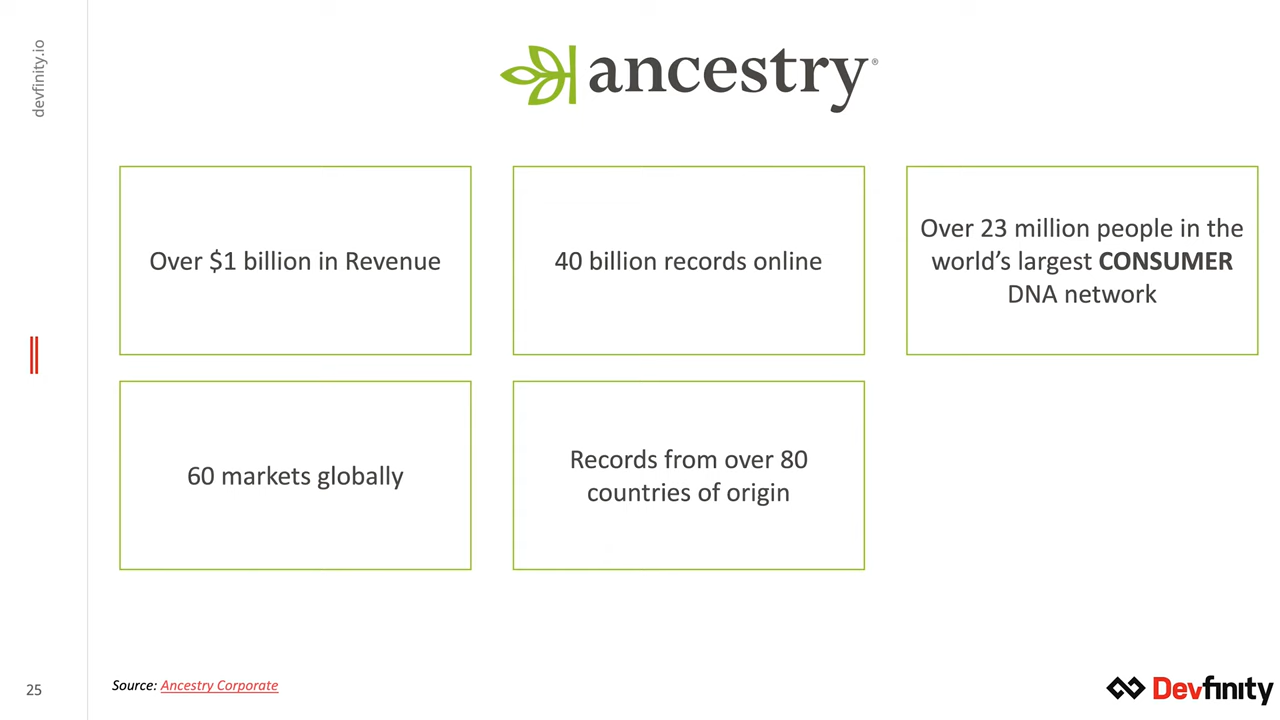 devfinity.io
ancestry®
Over $1 billion in Revenue
40 billion records online
Over 23 million people in the
world’s largest CONSUMER
DNA network
60 markets globally
Records from over 80
countries of origin
25
Source: Ancestry Corporate
Devfinity